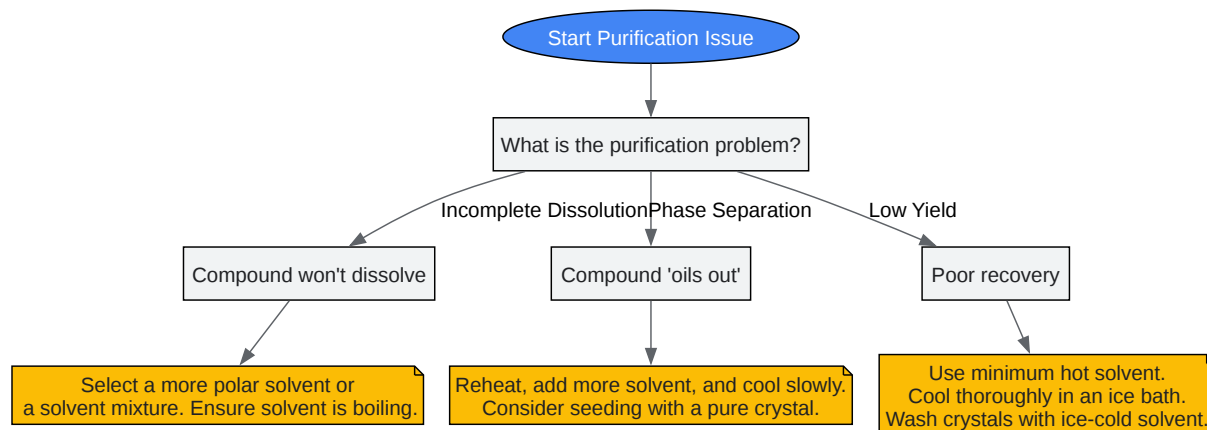 Start Purification Issue
What is the purification problem?
Incomplete Dissolution
Phase Separation
Low Yield
Compound won't dissolve
Compound 'oils out'
Poor recovery
Select a more polar solvent or
a solvent mixture. Ensure solvent is boiling.
Reheat, add more solvent, and cool slowly.
Consider seeding with a pure crystal.
Use minimum hot solvent.
Cool thoroughly in an ice bath.
Wash crystals with ice-cold solvent.